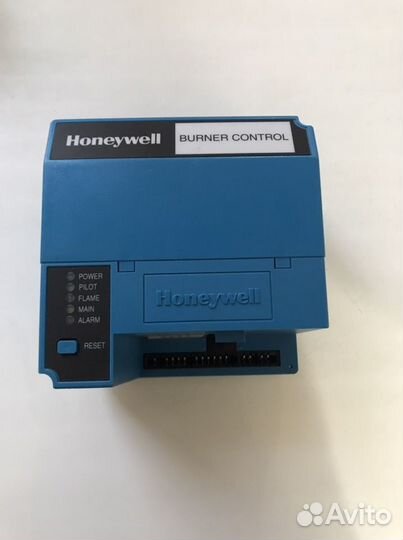 Honeywell
BURNER CONTROL
Honeywell
POWER
PILOT
FLAME
MAIN
ALARM
RESET
Avito